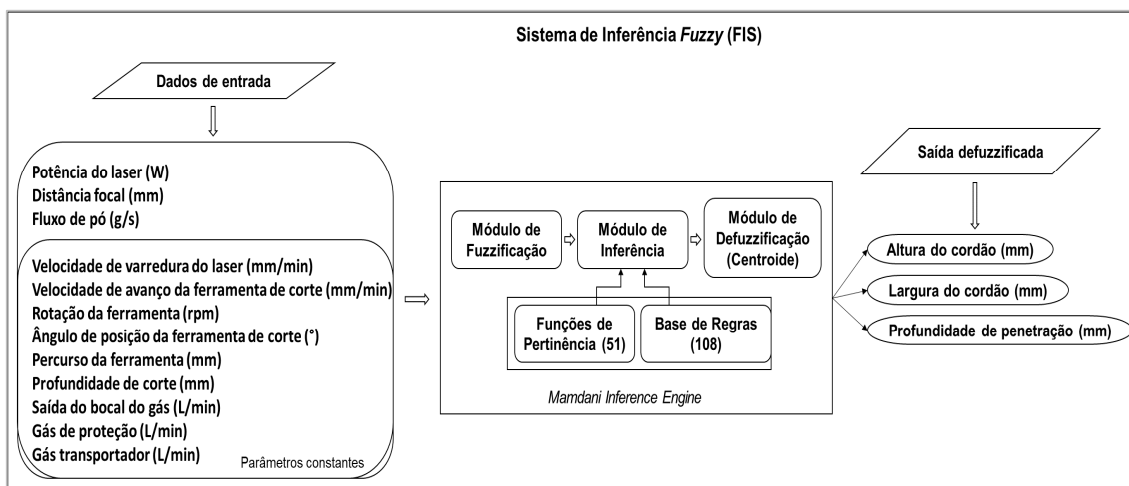 Sistema de Inferência Fuzzy (FIS)
Dados de entrada
Potência do laser (W)
Distância focal (mm)
Fluxo de pó (g/s)
Velocidade de varredura do laser (mm/min)
Velocidade de avanço da ferramenta de corte (mm/min)
Rotação da ferramenta (rpm)
Ângulo de posição da ferramenta de corte (°)
Percurso da ferramenta (mm)
Profundidade de corte (mm)
Saída do bocal do gás (L/min)
Gás de proteção (L/min)
Gás transportador (L/min)
Parâmetros constantes
Módulo de
Fuzzificação
Módulo de
Inferência
Módulo de
Defuzzificação
(Centroide)
Funções de
Pertinência (51)
Base de Regras
(108)
Mamdani Inference Engine
Saída defuzzificada
Altura do cordão (mm)
Largura do cordão (mm)
Profundidade de penetração (mm)